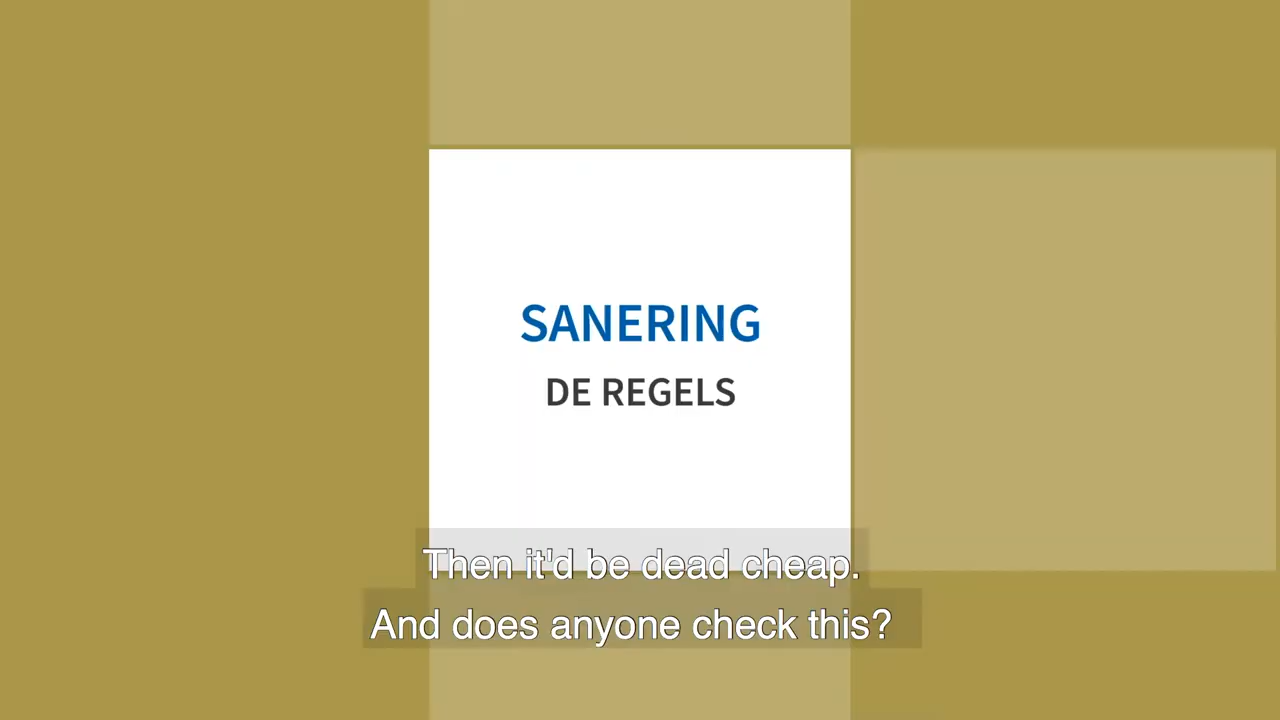 SANERING
DE REGELS
Then it'd be dead cheap.
And does anyone check this?